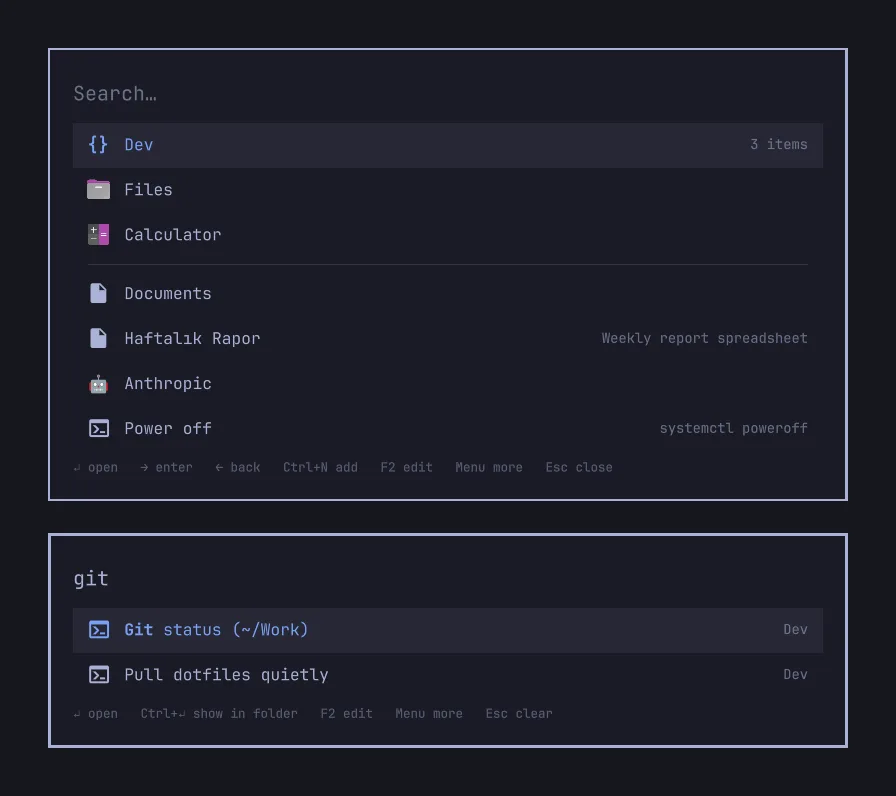 Search…
Dev 3 items
Files
Calculator
Documents
Haftalık Rapor Weekly report spreadsheet
Anthropic
Power off systemctl poweroff
↵ open → enter ← back Ctrl+N add F2 edit Menu more Esc close
git
Git status (~/Work) Dev
Pull dotfiles quietly Dev
↵ open Ctrl+↵ show in folder F2 edit Menu more Esc clear